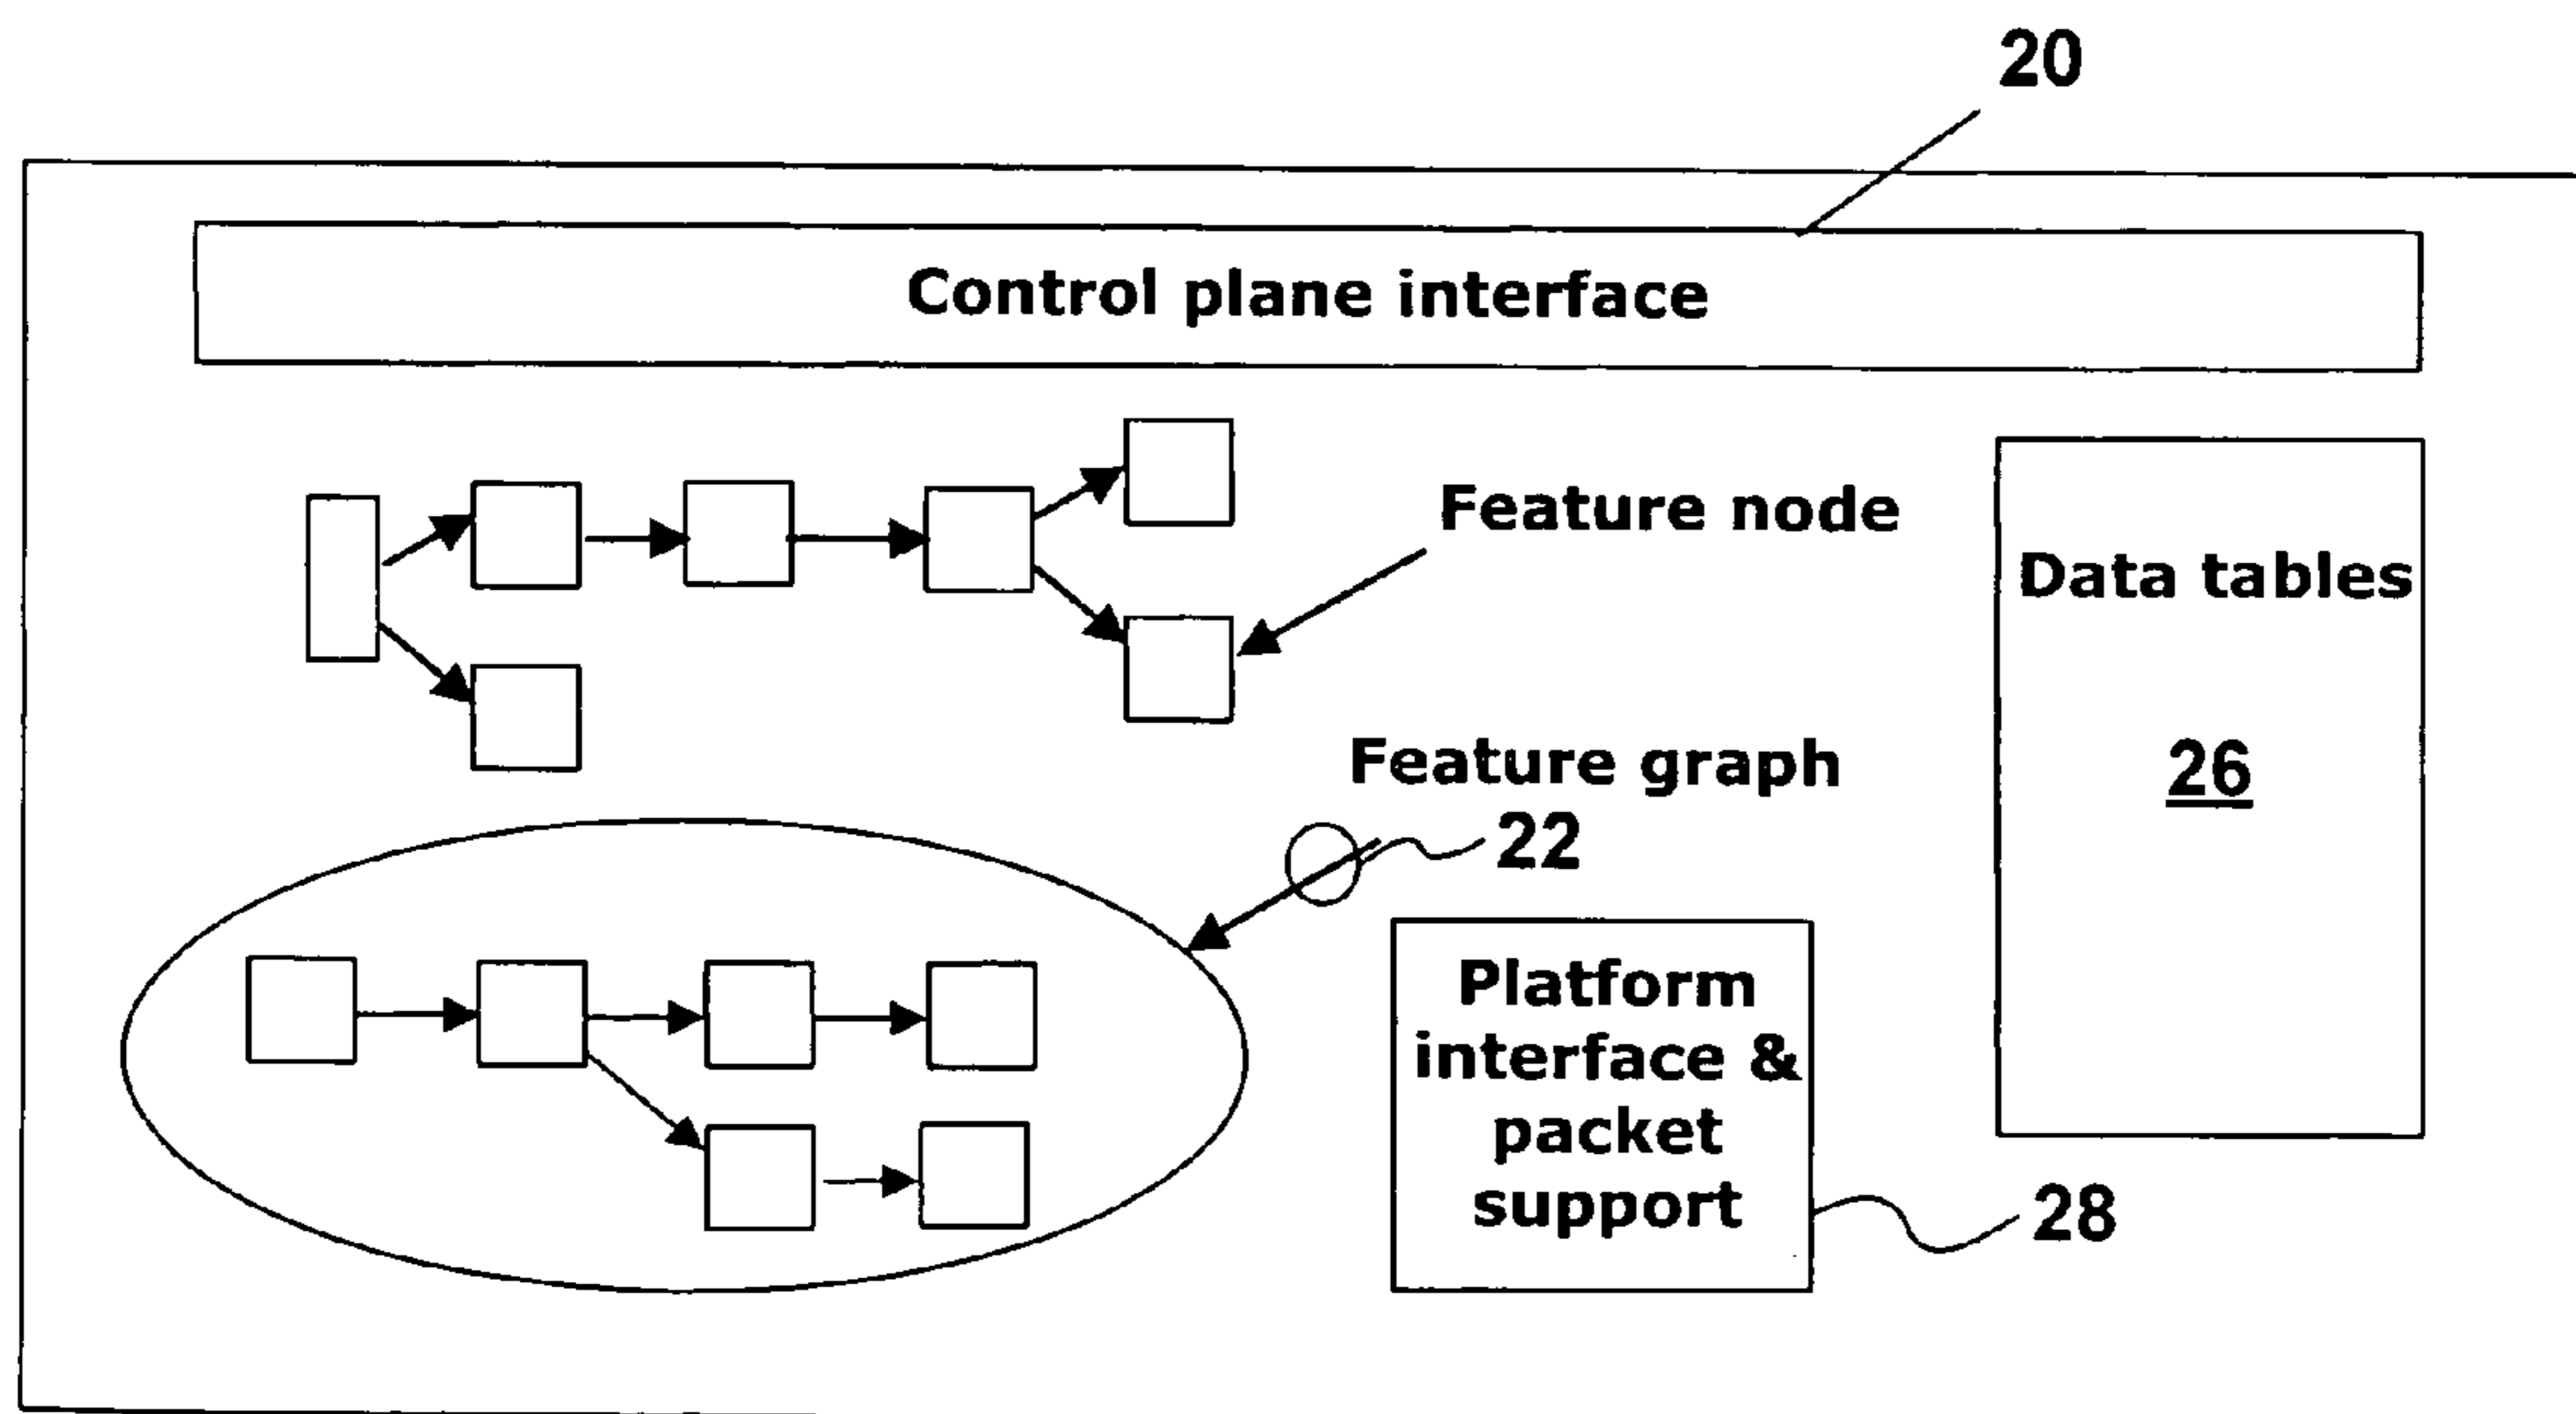 20
Control plane interface
Feature node
Data tables
26
Feature graph
22
Platform
interface &
packet
support
28